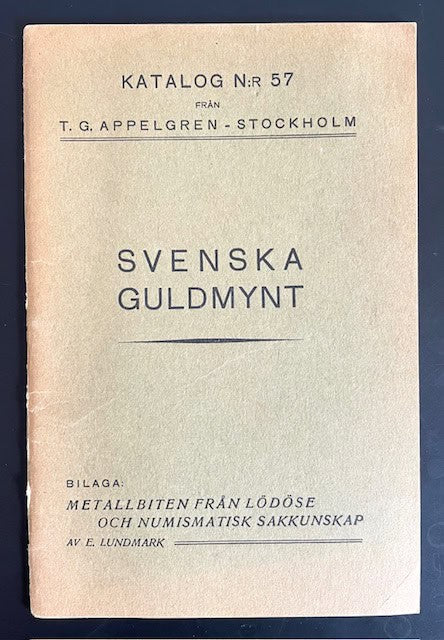 KATALOG N:R 57
FRÅN
T. G. APPELGREN - STOCKHOLM
SVENSKA
GULDMYNT
BILAGA:
METALLBITEN FRÅN LÖDÖSE
OCH NUMISMATISK SAKKUNSKAP
AV E. LUNDMARK